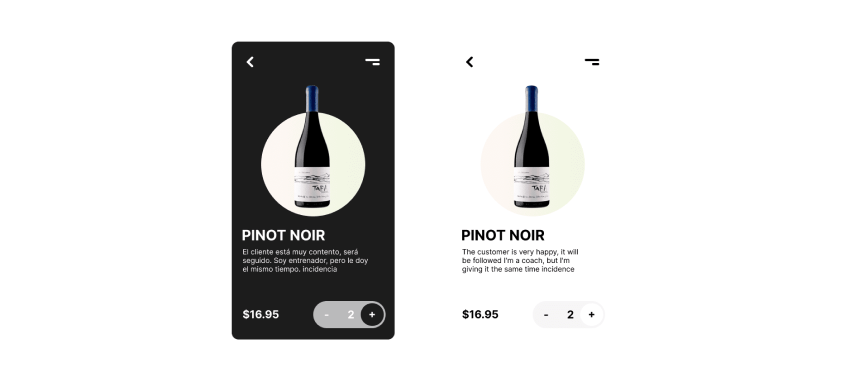 TAFI
PINOT NOIR
El cliente está muy contento, será
seguido. Soy entrenador, pero le doy
el mismo tiempo. incidencia
$16.95
- 2 +
TAFI
PINOT NOIR
The customer is very happy, it will
be followed I'm a coach, but I'm
giving it the same time incidence
$16.95
- 2 +